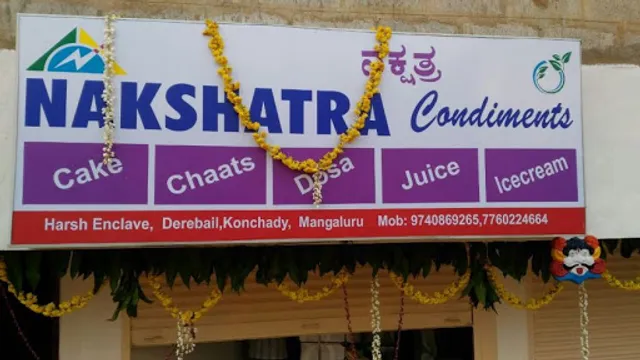 ನಕ್ಷತ್ರ
NAKSHATRA Condiments
Cake Chaats Dosa Juice Icecream
Harsh Enclave, Derebail,Konchady, Mangaluru Mob: 9740869265,7760224664